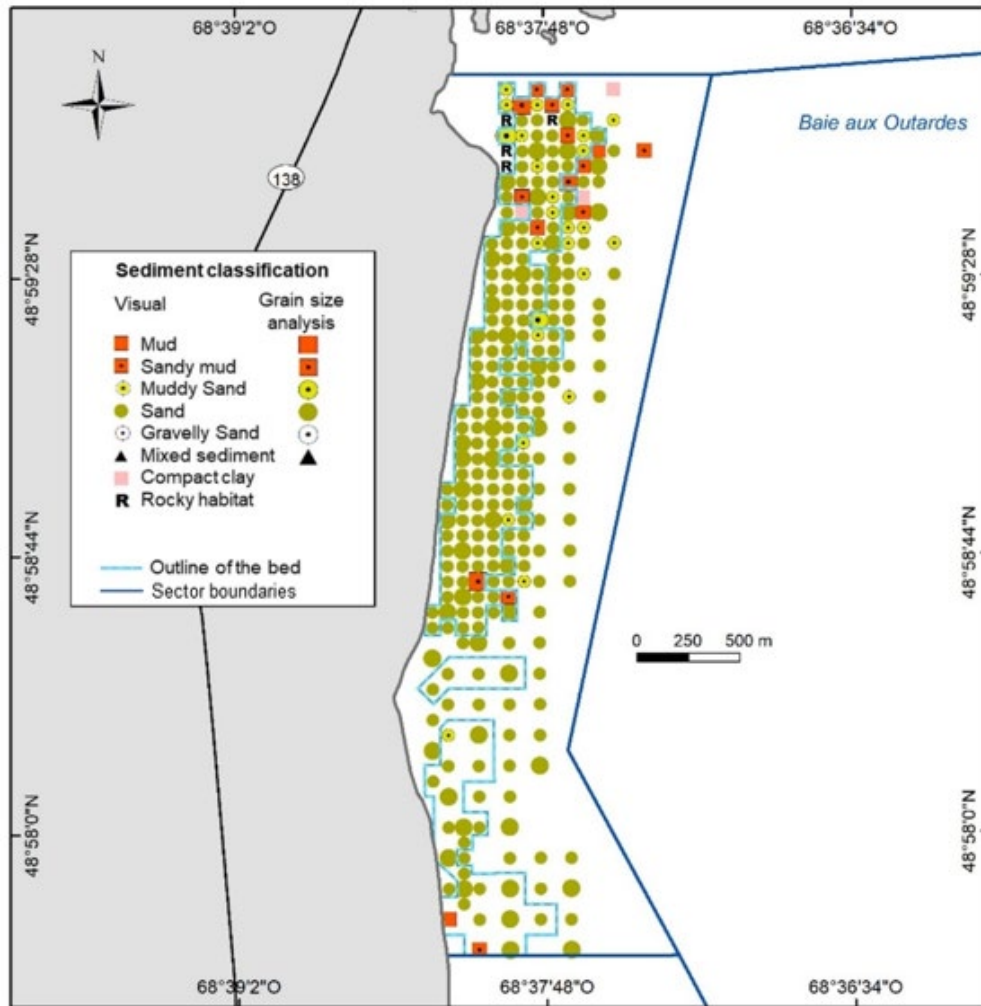 68°39'2"O
68°37'48"O
68°36'34"O
N
Baie aux Outardes
138
48°59'28"N
48°59'28"N
Sediment classification
Visual
Grain size
analysis
Mud
Sandy mud
Muddy Sand
Sand
Gravelly Sand
Mixed sediment
Compact clay
R Rocky habitat
Outline of the bed
Sector boundaries
R
R
R
R
48°58'44"N
48°58'44"N
0 250 500 m
48°58'0"N
48°58'0"N
68°39'2"O
68°37'48"O
68°36'34"O